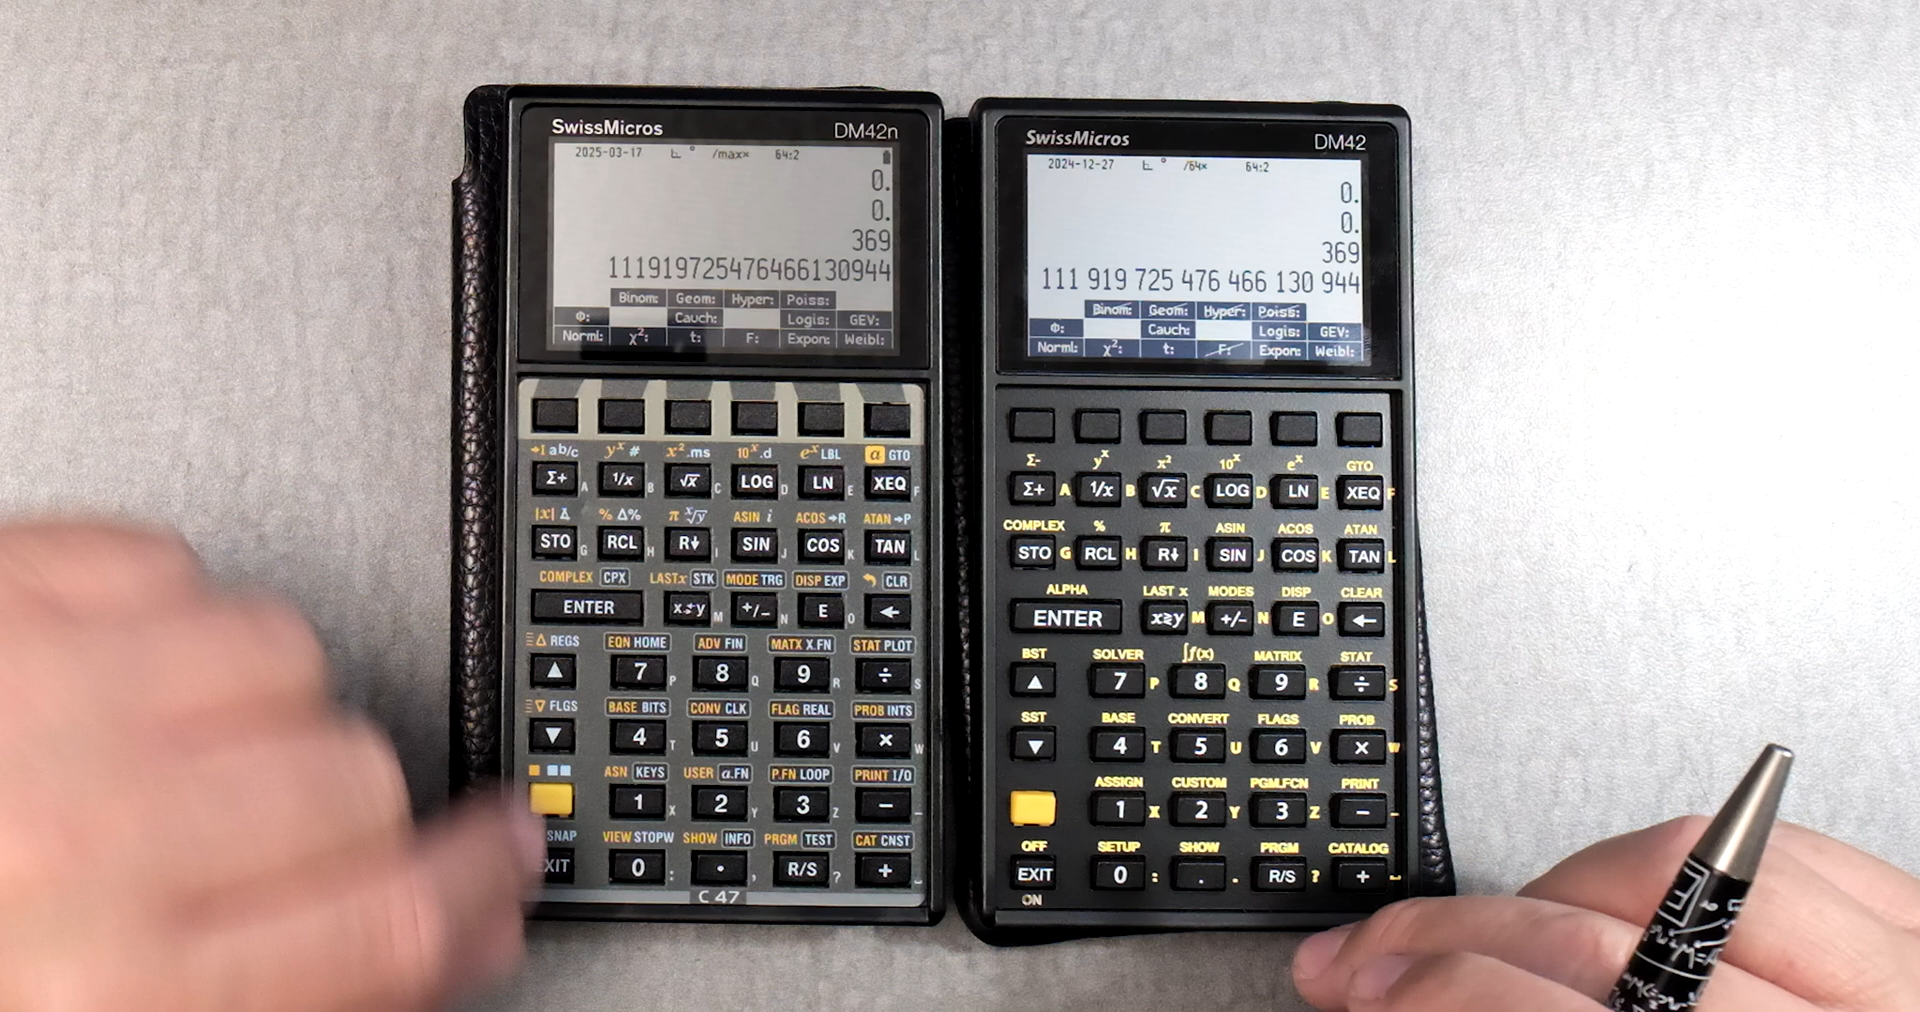 SwissMicros DM42n
2025-03-17 ∟° /max× 64:2
0.
0.
369
111919725476466130944
Binom: Geom: Hyper: Poiss:
Φ: Cauch: Logis: GEV:
Norml: χ²: t: F: Expon: Weibl:
→I ab/c yˣ # x² .ms 10ˣ .d eˣ LBL α GTO
Σ+ A 1/x B √x C LOG D LN E XEQ F
|x| ∡ % Δ% π ˣ√y ASIN i ACOS→R ATAN→P
STO G RCL H R↓ I SIN J COS K TAN L
COMPLEX CPX LASTx STK MODE TRG DISP EXP CLR
ENTER x≷y M +/− N E O ←
△ REGS EQN HOME ADV FIN MATX X.FN STAT PLOT
▲ 7 P 8 Q 9 R ÷ S
▽ FLGS BASE BITS CONV CLK FLAG REAL PROB INTS
▼ 4 T 5 U 6 V × W
ASN KEYS USER α.FN P.FN LOOP PRINT I/O
1 X 2 Y 3 Z − _
SNAP VIEW STOPW SHOW INFO PRGM TEST CAT CNST
EXIT 0 : . , R/S ? +
C 47
SwissMicros DM42
2024-12-27 ∟° /64× 64:2
0.
0.
369
111 919 725 476 466 130 944
Binom: Geom: Hyper: Poiss:
Φ: Cauch: Logis: GEV:
Norml: χ²: t: F: Expon: Weibl:
Σ- yˣ x² 10ˣ eˣ GTO
Σ+ A 1/x B √x C LOG D LN E XEQ F
COMPLEX % π ASIN ACOS ATAN
STO G RCL H R↓ I SIN J COS K TAN L
ALPHA LAST x MODES DISP CLEAR
ENTER x≷y M +/− N E O ←
BST SOLVER ∫f(x) MATRIX STAT
▲ 7 P 8 Q 9 R ÷ S
SST BASE CONVERT FLAGS PROB
▼ 4 T 5 U 6 V × W
ASSIGN CUSTOM PGM.FCN PRINT
1 X 2 Y 3 Z − -
OFF SETUP SHOW PRGM CATALOG
EXIT 0 : . . R/S ? +
ON